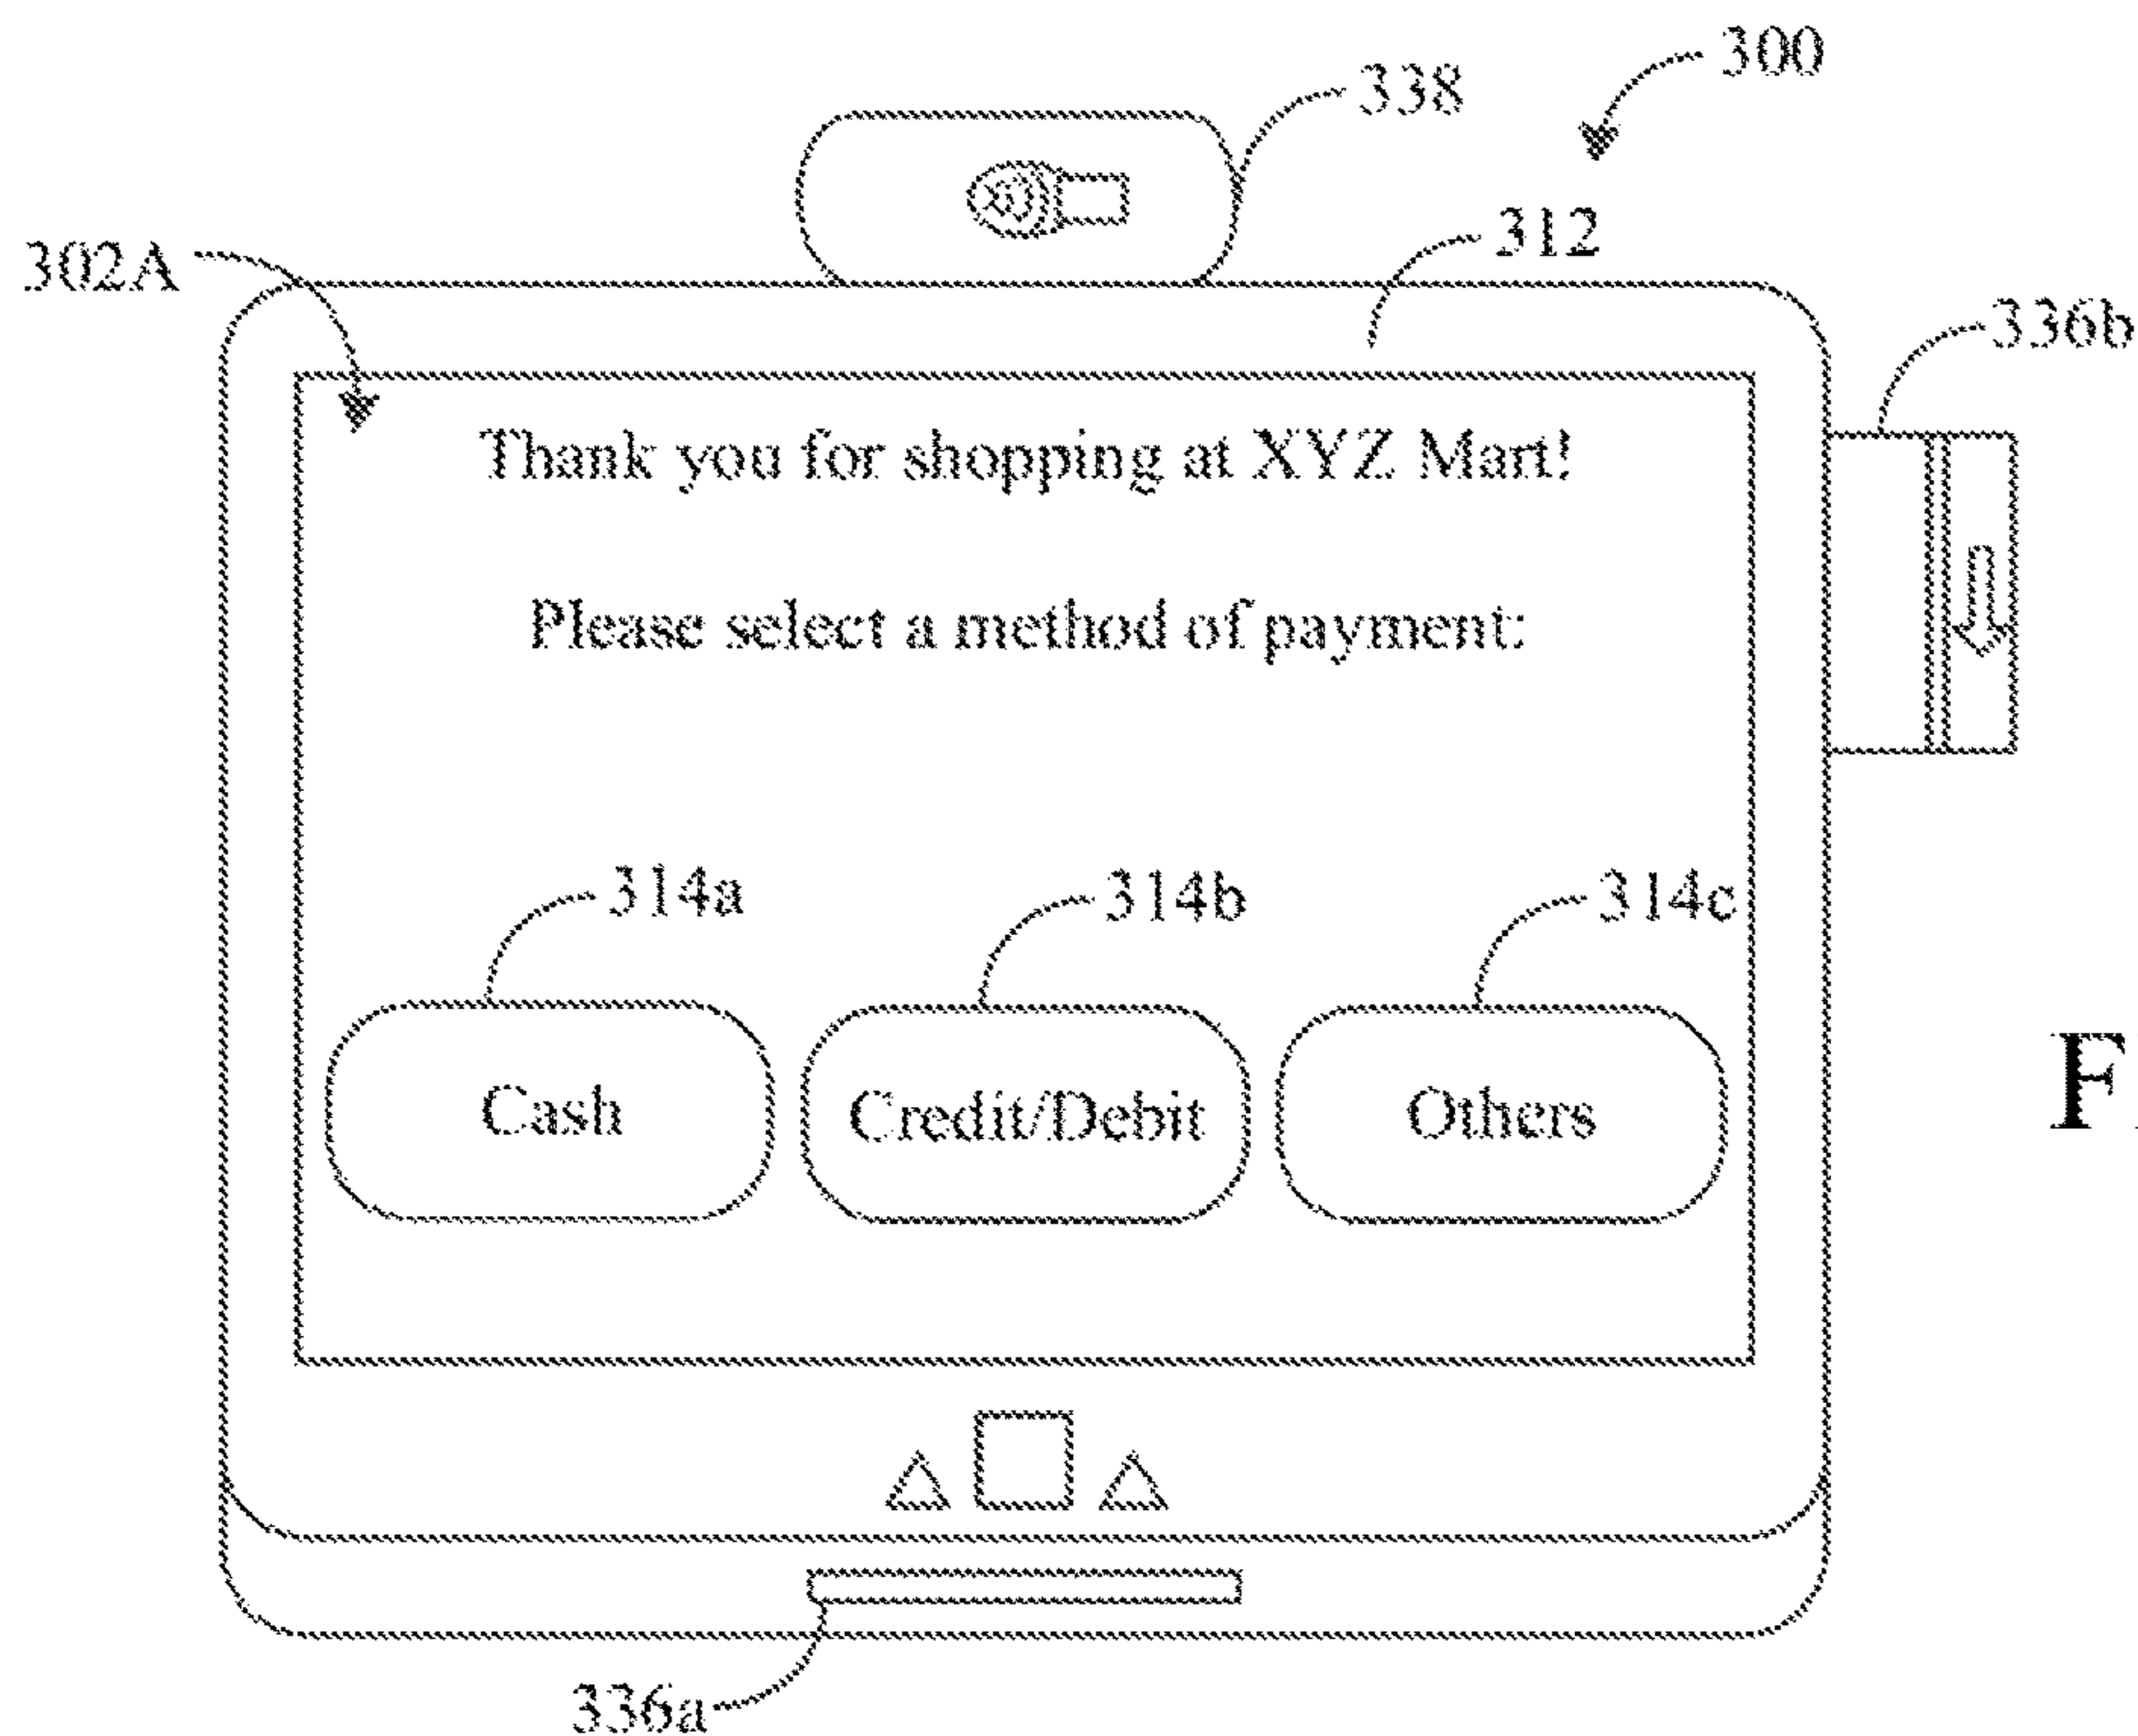 300
338
312
302A
336b
Thank you for shopping at XYZ Mart!
Please select a method of payment:
314a
314b
314c
Cash
Credit/Debit
Others
336a